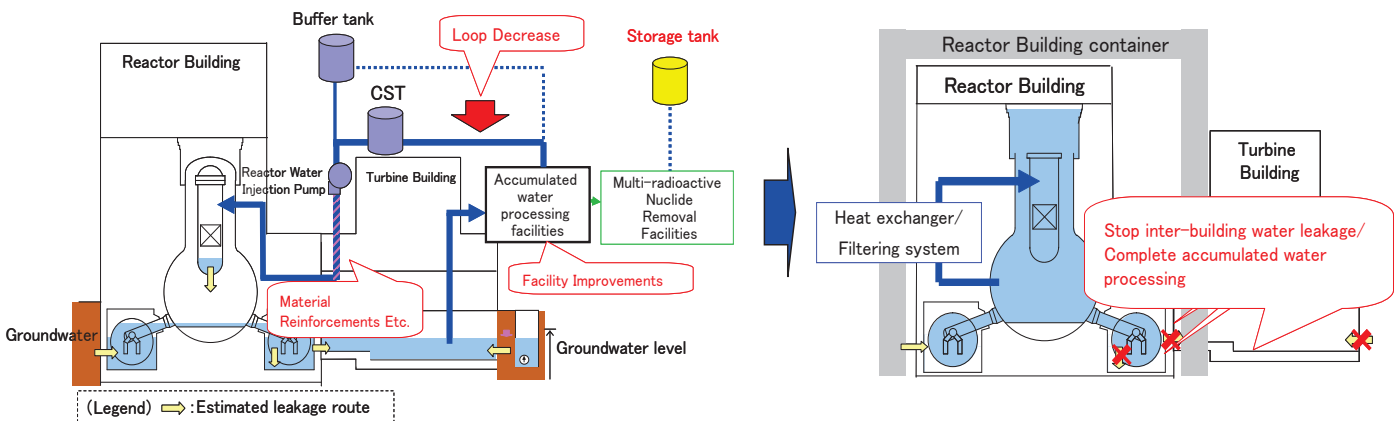 Buffer tank
Loop Decrease
Storage tank
Reactor Building
CST
Reactor Water
Injection Pump
Turbine Building
Accumulated
water
processing
facilities
Multi-radioactive
Nuclide
Removal
Facilities
Facility Improvements
Material
Reinforcements Etc.
Groundwater
Groundwater level
(Legend) :Estimated leakage route
Reactor Building container
Reactor Building
Turbine
Building
Heat exchanger/
Filtering system
Stop inter-building water leakage/
Complete accumulated water
processing